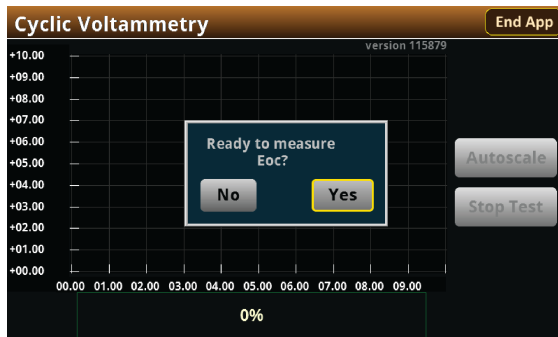 Cyclic Voltammetry
End App
version 115879
+10.00
+09.00
+08.00
+07.00
+06.00
+05.00
+04.00
+03.00
+02.00
+01.00
+00.00
Ready to measure
Eoc?
No
Yes
Autoscale
Stop Test
00.00 01.00 02.00 03.00 04.00 05.00 06.00 07.00 08.00 09.00
0%